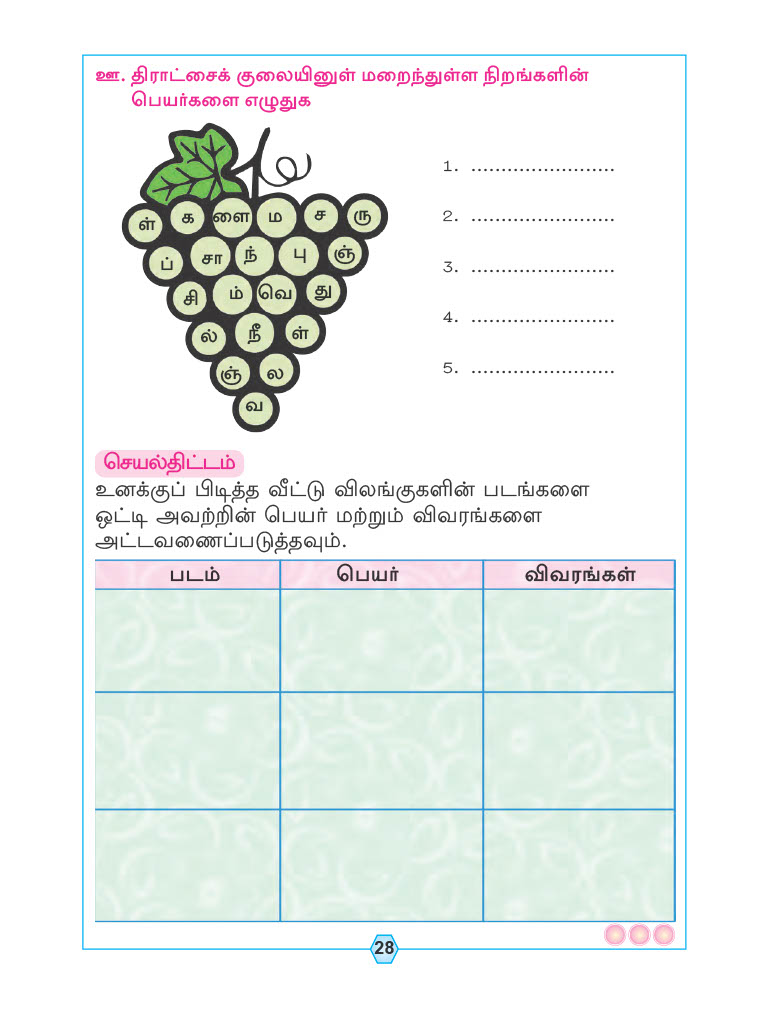 ஊ. திராட்சைக் குலையினுள் மறைந்துள்ள நிறங்களின்
பெயர்களை எழுதுக
ள் க ளை ம ச ரு
ப் சா ந் பு ஞ்
சி ம் வெ து
ல் நீ ள்
ஞ் ல
வ
1. ........................
2. ........................
3. ........................
4. ........................
5. ........................
செயல்திட்டம்
உனக்குப் பிடித்த வீட்டு விலங்குகளின் படங்களை
ஒட்டி அவற்றின் பெயர் மற்றும் விவரங்களை
அட்டவணைப்படுத்தவும்.
படம் பெயர் விவரங்கள்
28